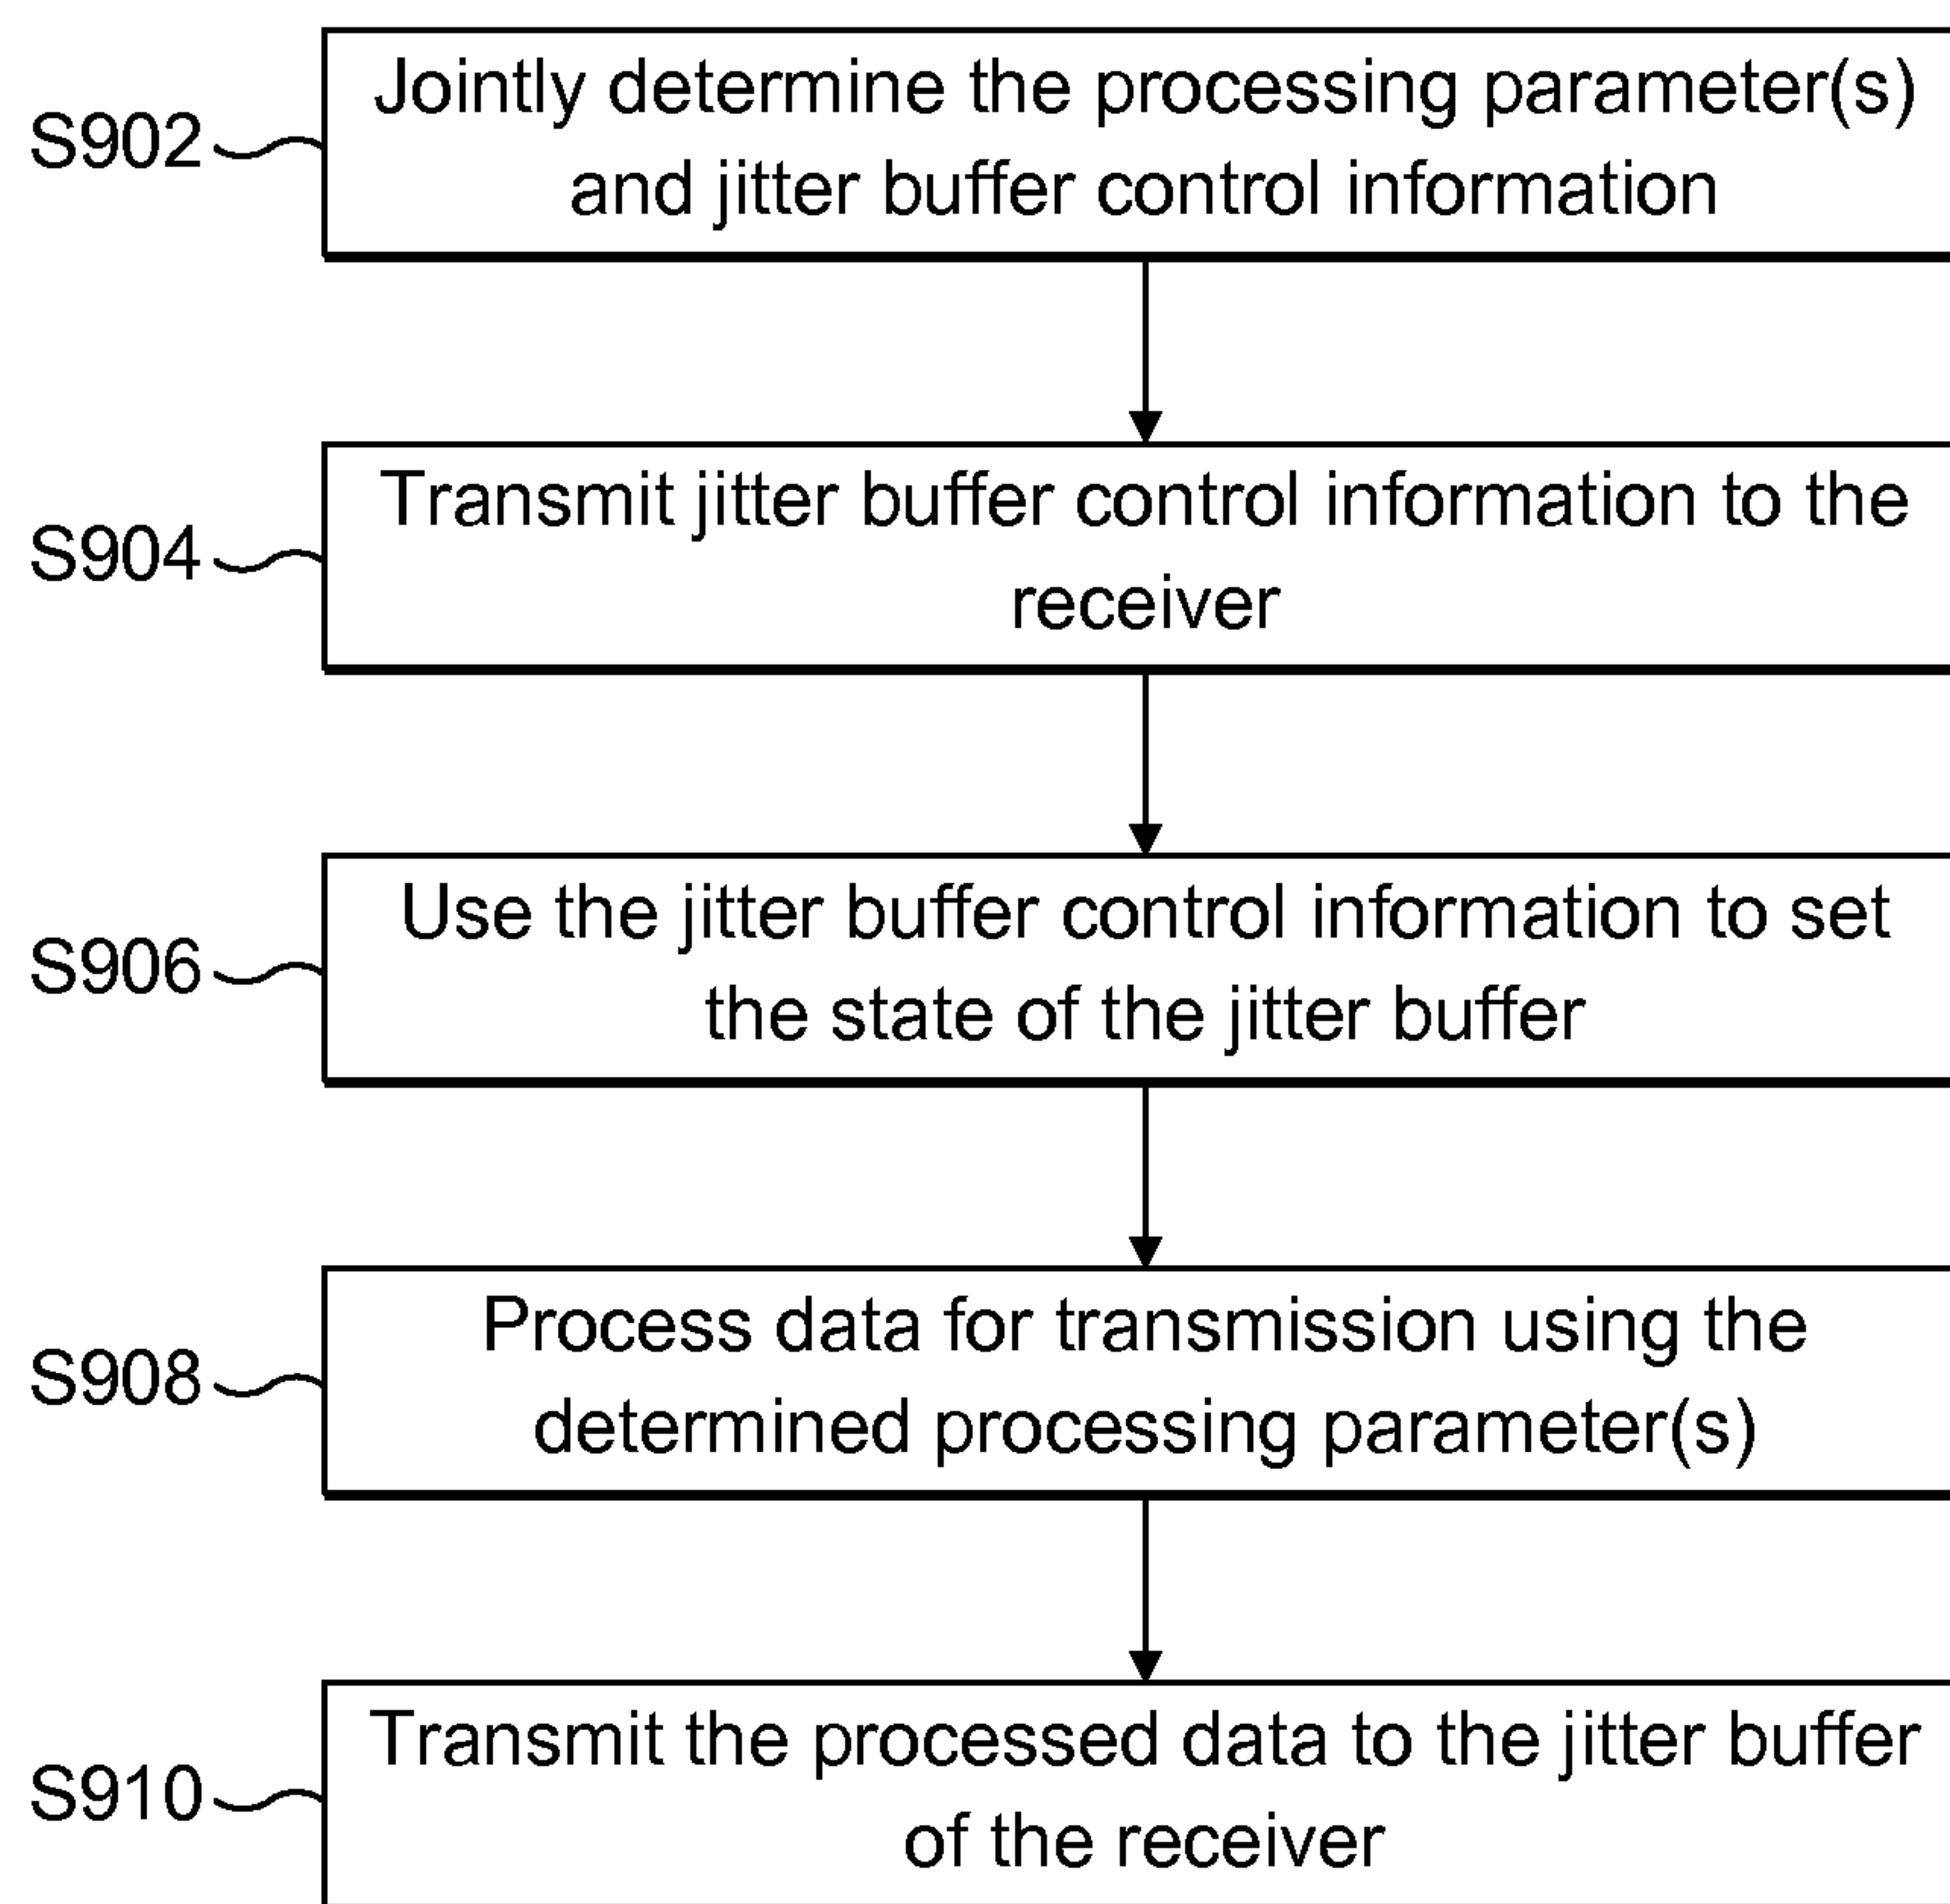 S902
Jointly determine the processing parameter(s)
and jitter buffer control information
S904
Transmit jitter buffer control information to the
receiver
S906
Use the jitter buffer control information to set
the state of the jitter buffer
S908
Process data for transmission using the
determined processing parameter(s)
S910
Transmit the processed data to the jitter buffer
of the receiver